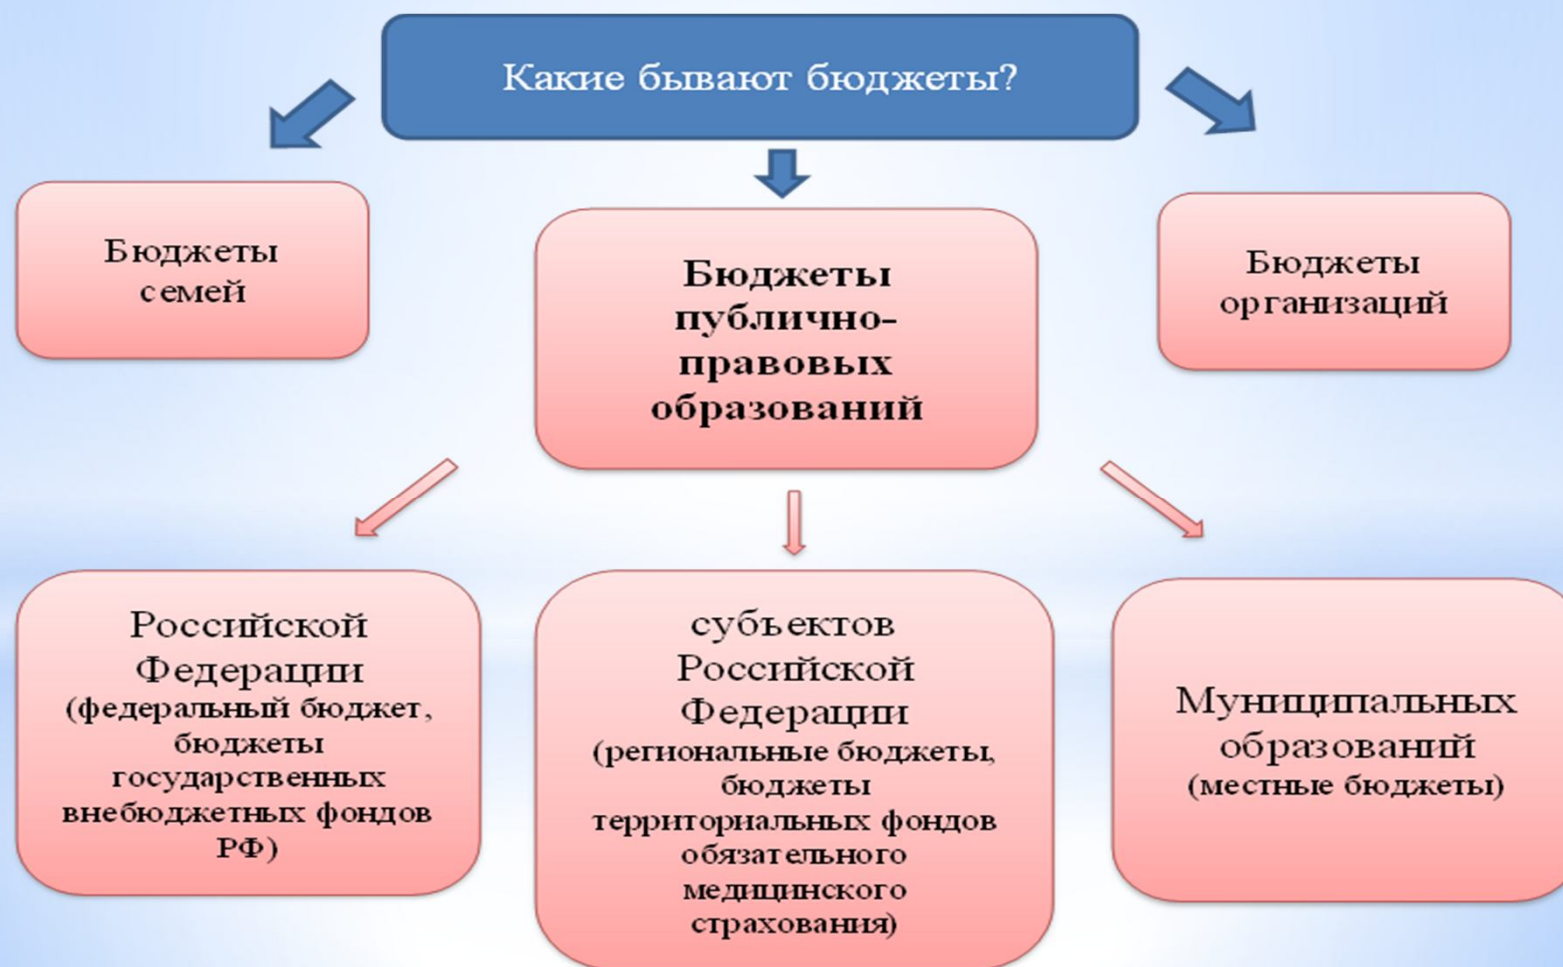 Какие бывают бюджеты?
Бюджеты
семей
Бюджеты
публично-
правовых
образований
Бюджеты
организаций
Российской
Федерации
(федеральный бюджет,
бюджеты
государственных
внебюджетных фондов
РФ)
субъектов
Российской
Федерации
(региональные бюджеты,
бюджеты
территориальных фондов
обязательного
медицинского
страхования)
Муниципальных
образований
(местные бюджеты)